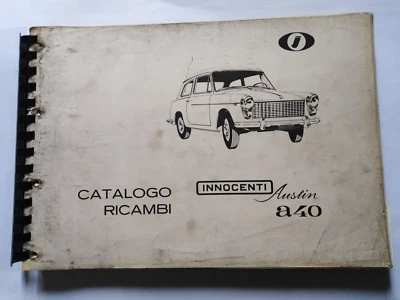 i
CATALOGO
RICAMBI
INNOCENTI
Austin
a40